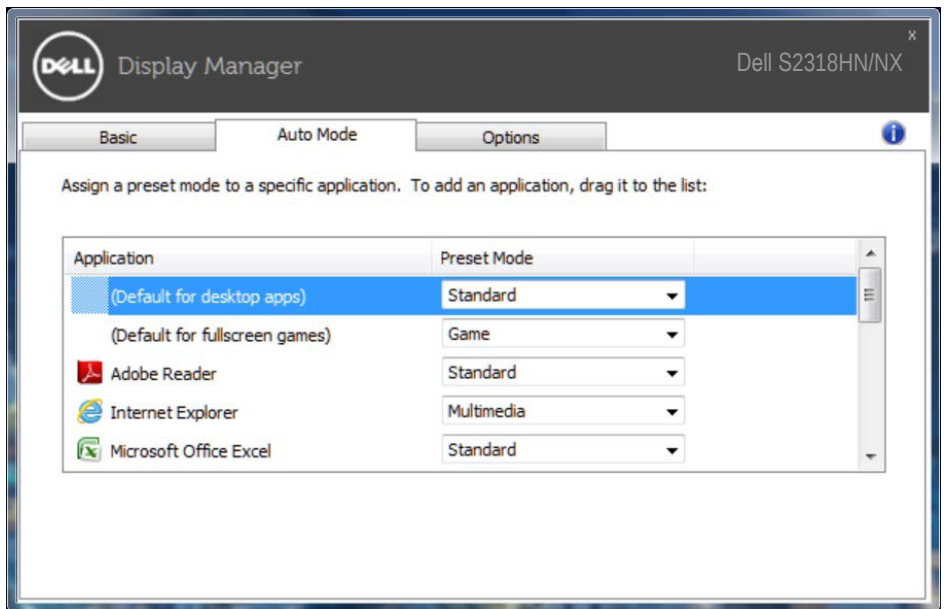 DELL Display Manager
Dell S2318HN/NX
x
Basic Auto Mode Options
i
Assign a preset mode to a specific application. To add an application, drag it to the list:
Application Preset Mode
(Default for desktop apps) Standard
(Default for fullscreen games) Game
Adobe Reader Standard
Internet Explorer Multimedia
Microsoft Office Excel Standard